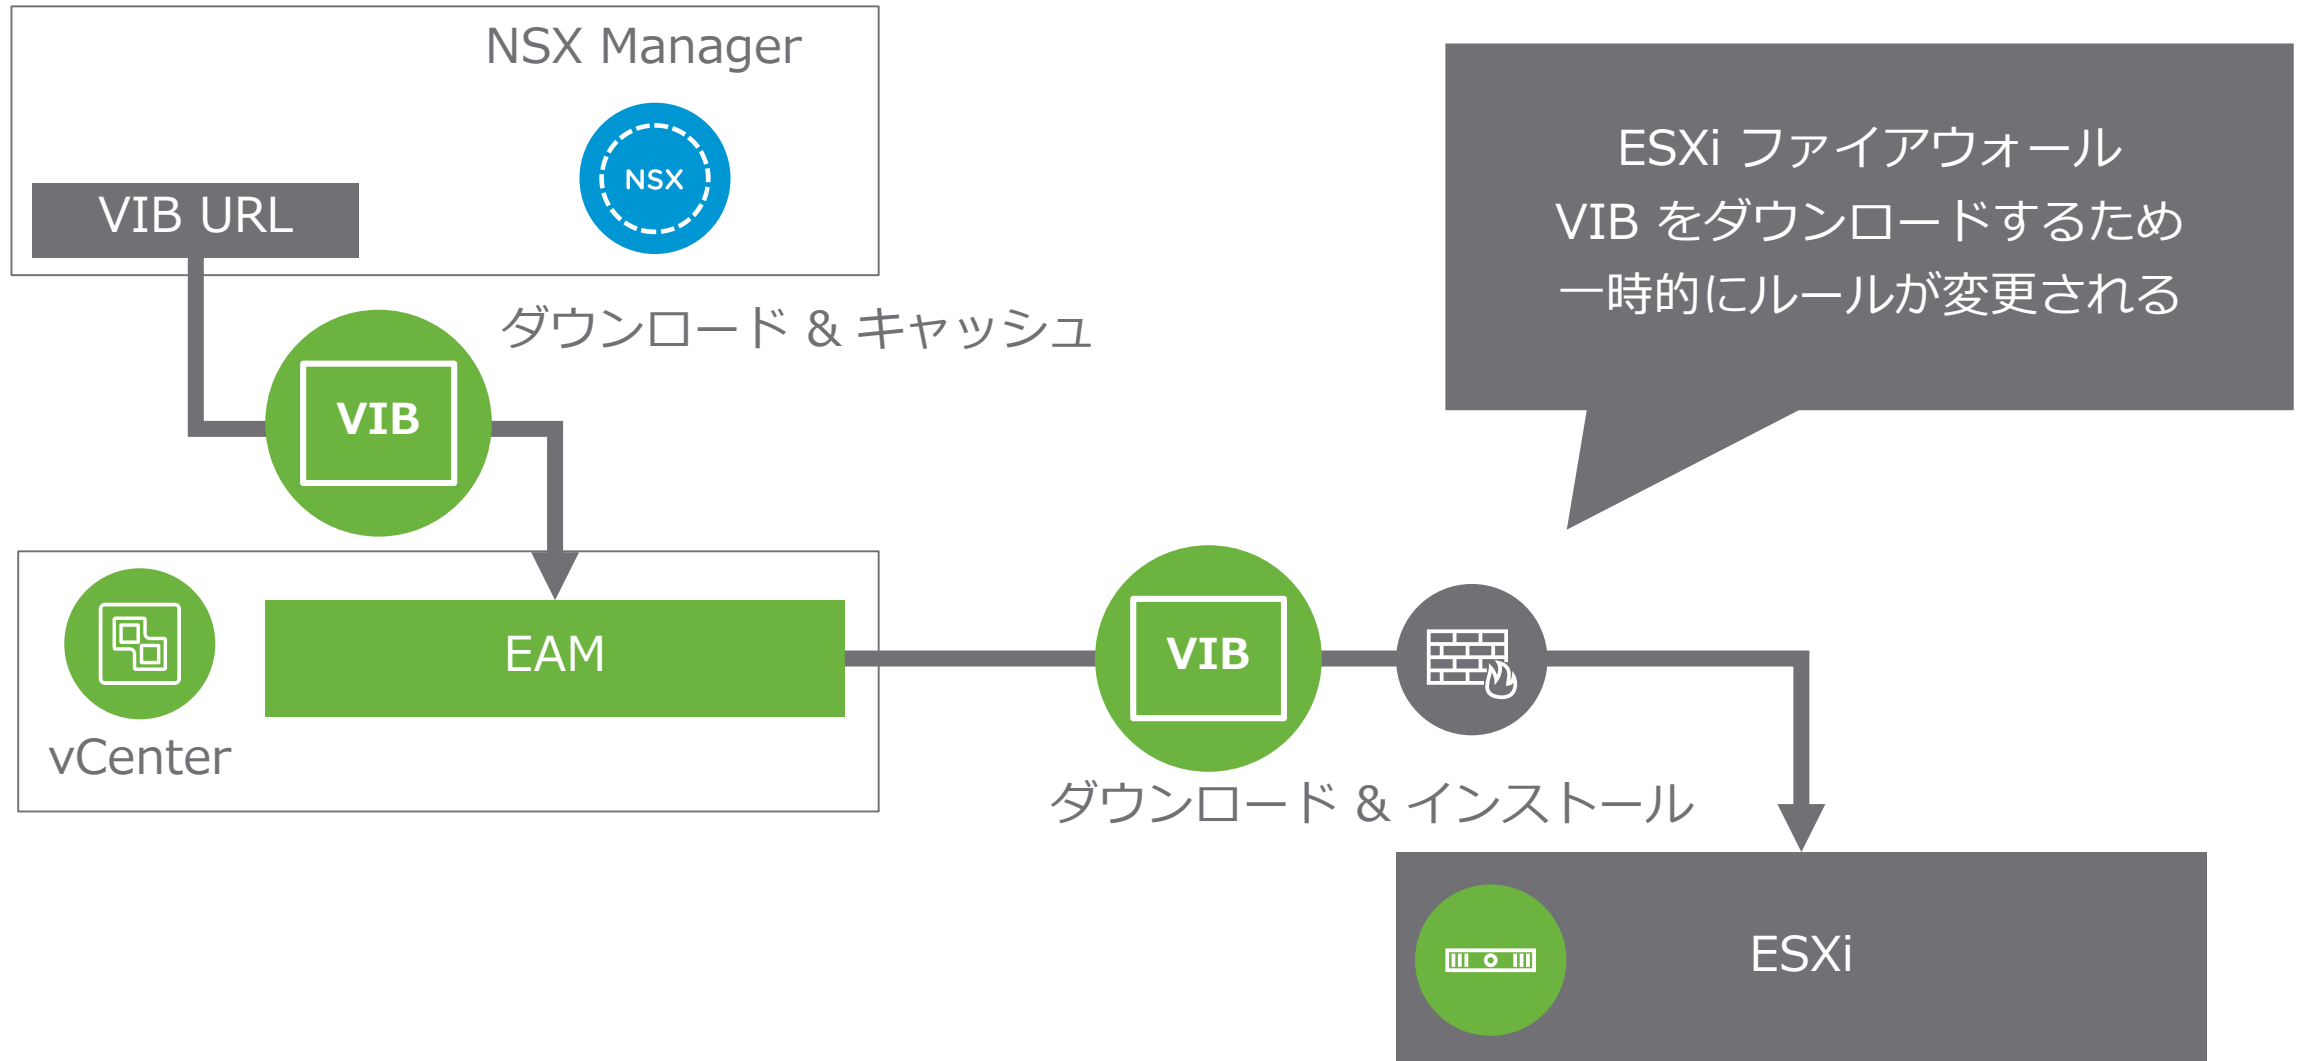 NSX Manager
NSX
VIB URL
ダウンロード & キャッシュ
VIB
ESXi ファイアウォール
VIB をダウンロードするため
一時的にルールが変更される
EAM
vCenter
VIB
ダウンロード & インストール
ESXi